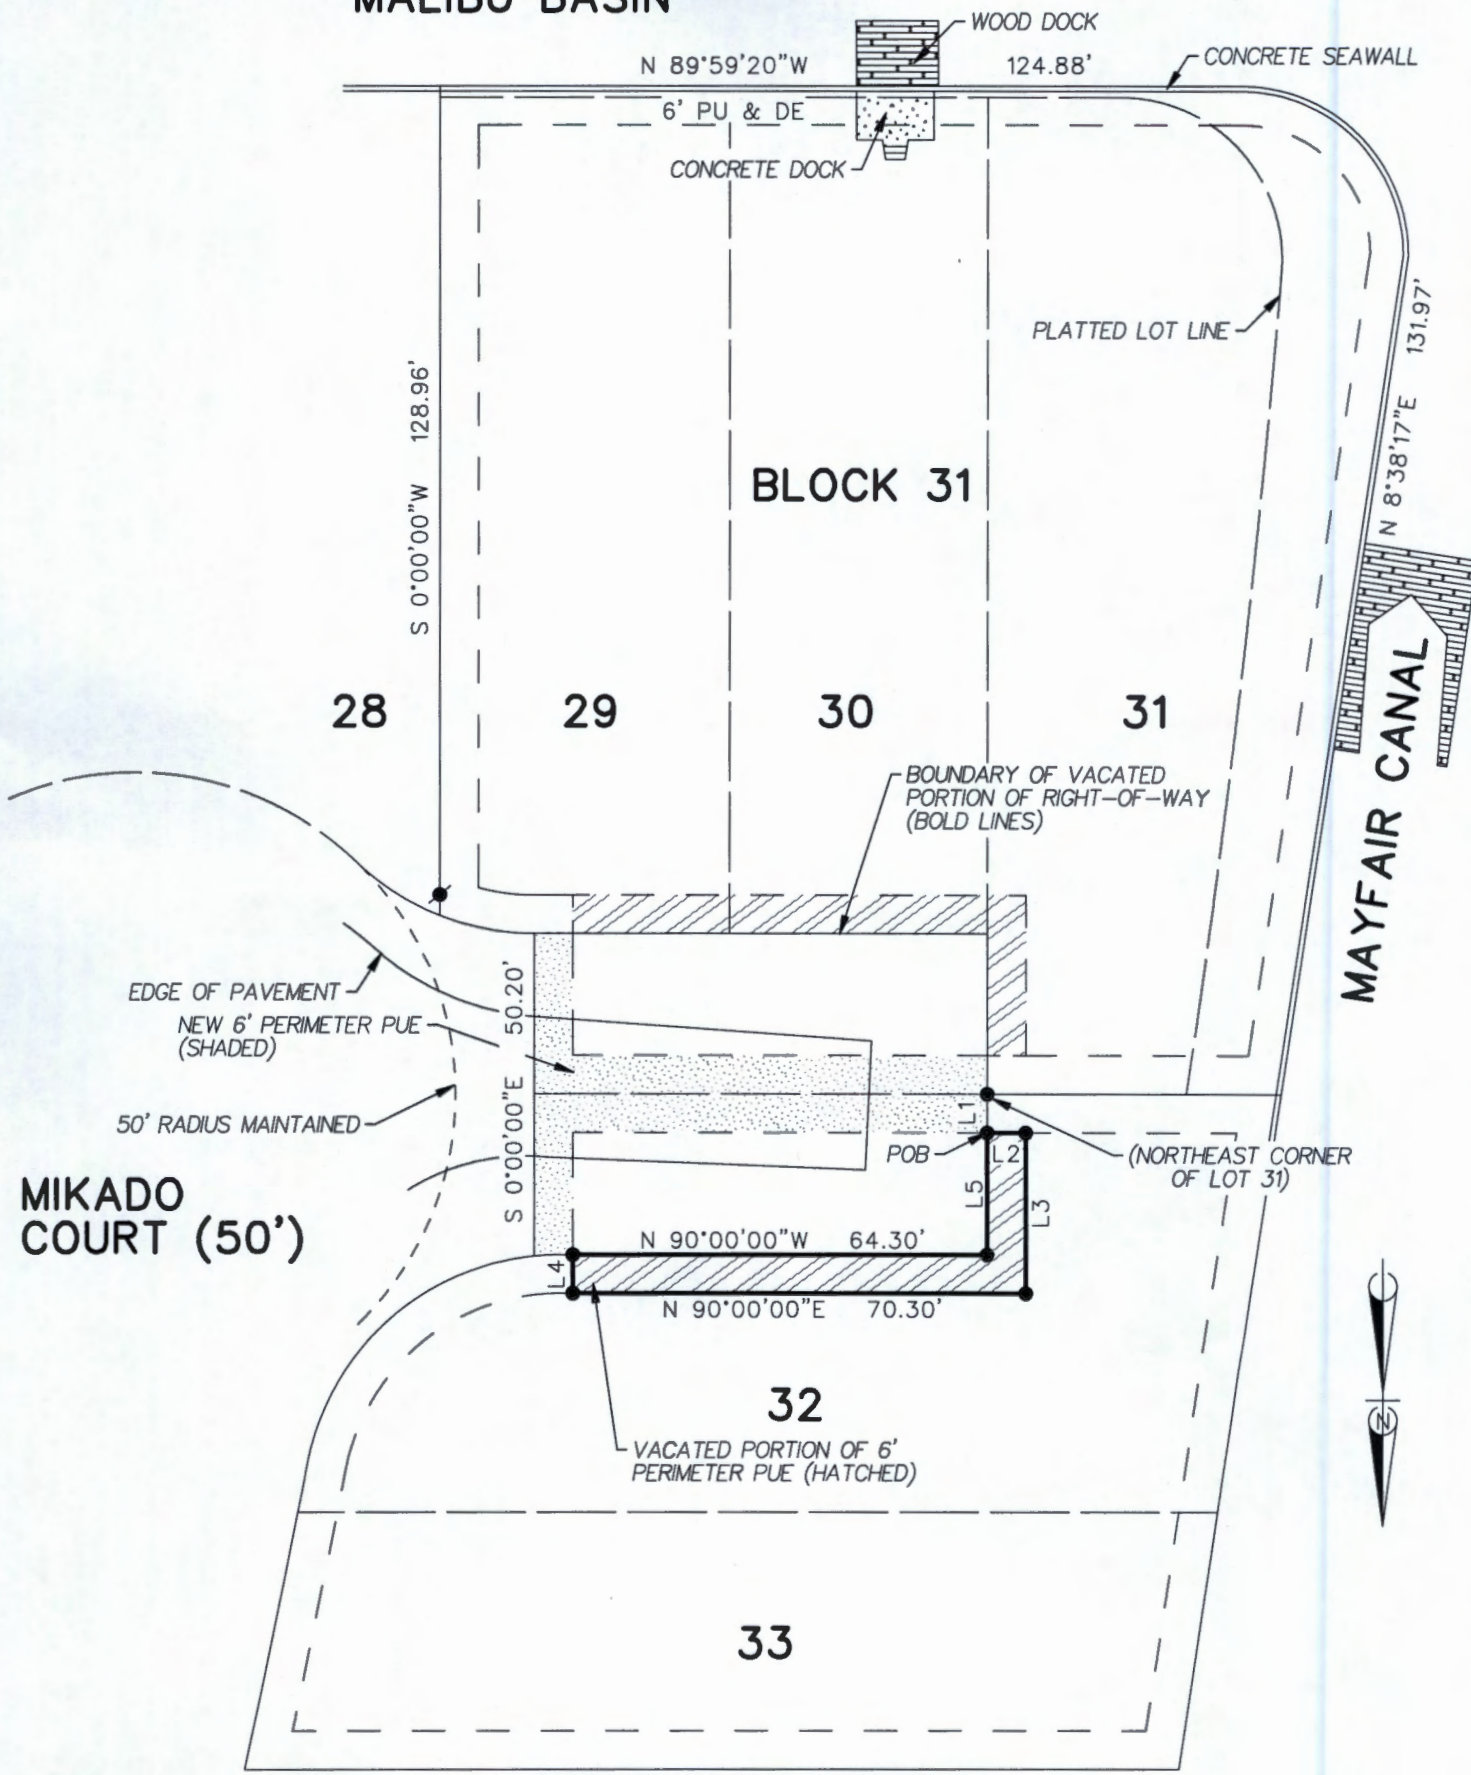 MALIBU BASIN
WOOD DOCK
N 89°59'20"W
124.88'
CONCRETE SEAWALL
6' PU & DE
CONCRETE DOCK
PLATTED LOT LINE
N 8°38'17"E 131.97'
S 0°00'00"W 128.96'
BLOCK 31
28
29
30
31
MAYFAIR CANAL
BOUNDARY OF VACATED
PORTION OF RIGHT-OF-WAY
(BOLD LINES)
EDGE OF PAVEMENT
NEW 6' PERIMETER PUE
(SHADED)
S 0°00'00"E 50.20'
50' RADIUS MAINTAINED
L1
POB
L2
(NORTHEAST CORNER
OF LOT 31)
L5
L3
MIKADO
COURT (50')
N 90°00'00"W 64.30'
L4
N 90°00'00"E 70.30'
N
32
VACATED PORTION OF 6'
PERIMETER PUE (HATCHED)
33